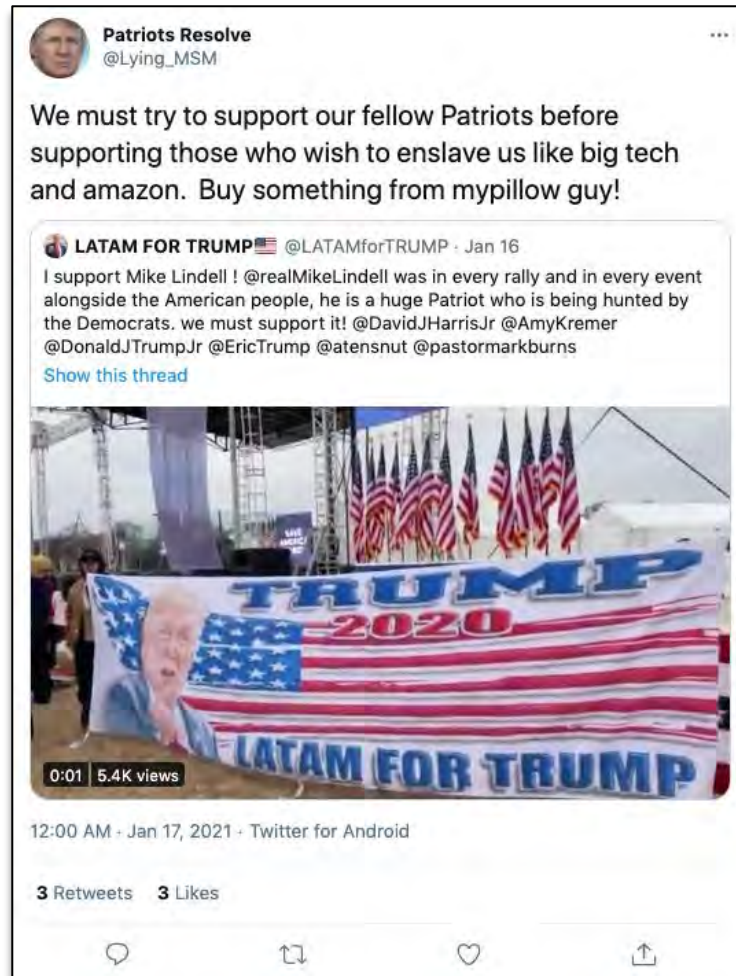 Patriots Resolve
@Lying_MSM
We must try to support our fellow Patriots before
supporting those who wish to enslave us like big tech
and amazon.  Buy something from mypillow guy!
LATAM FOR TRUMP🇺🇸 @LATAMforTRUMP · Jan 16
I support Mike Lindell ! @realMikeLindell was in every rally and in every event
alongside the American people, he is a huge Patriot who is being hunted by
the Democrats. we must support it! @DavidJHarrisJr @AmyKremer
@DonaldJTrumpJr @EricTrump @atensnut @pastormarkburns
Show this thread
SAVE
AMERICA
TRUMP
2020
LATAM FOR TRUMP
0:01 5.4K views
12:00 AM · Jan 17, 2021 · Twitter for Android
3 Retweets 3 Likes